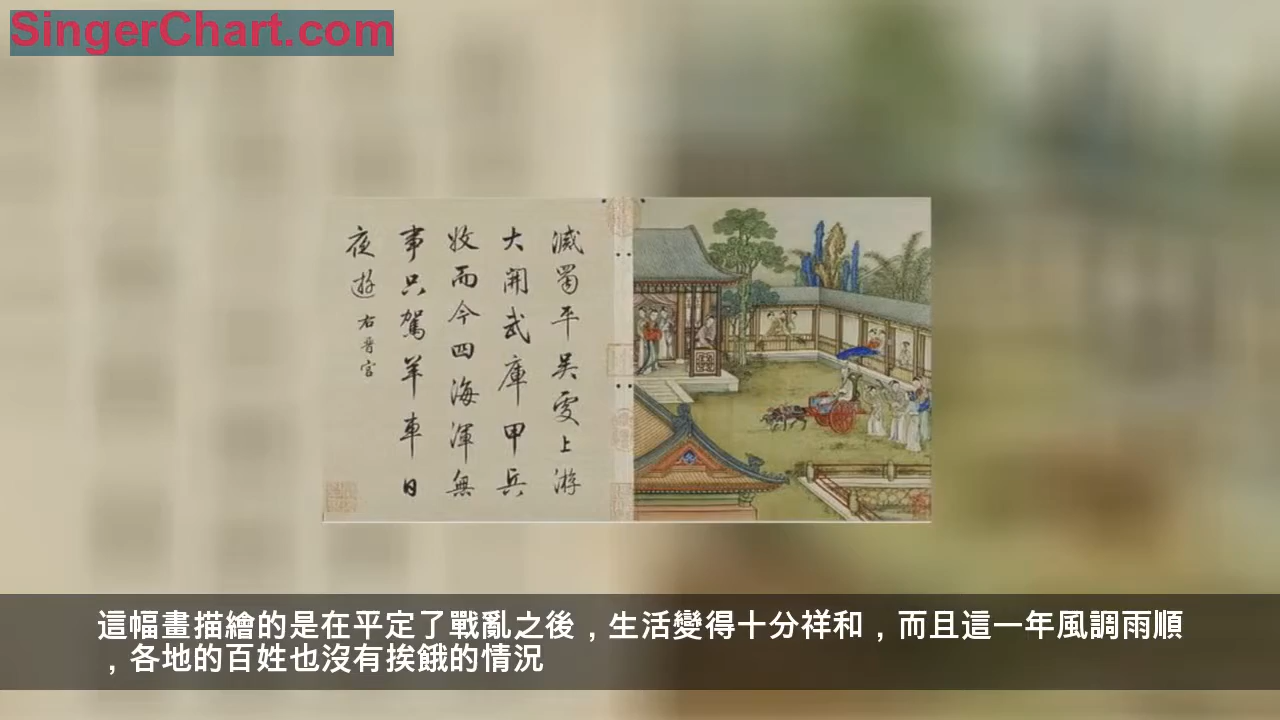 SingerChart.com
滅蜀平吳雯上游
大開武庫甲兵
收而今四海渾無
事只駕羊車日
夜遊 右晉宮
這幅畫描繪的是在平定了戰亂之後，生活變得十分祥和，而且這一年風調雨順
，各地的百姓也沒有挨餓的情況